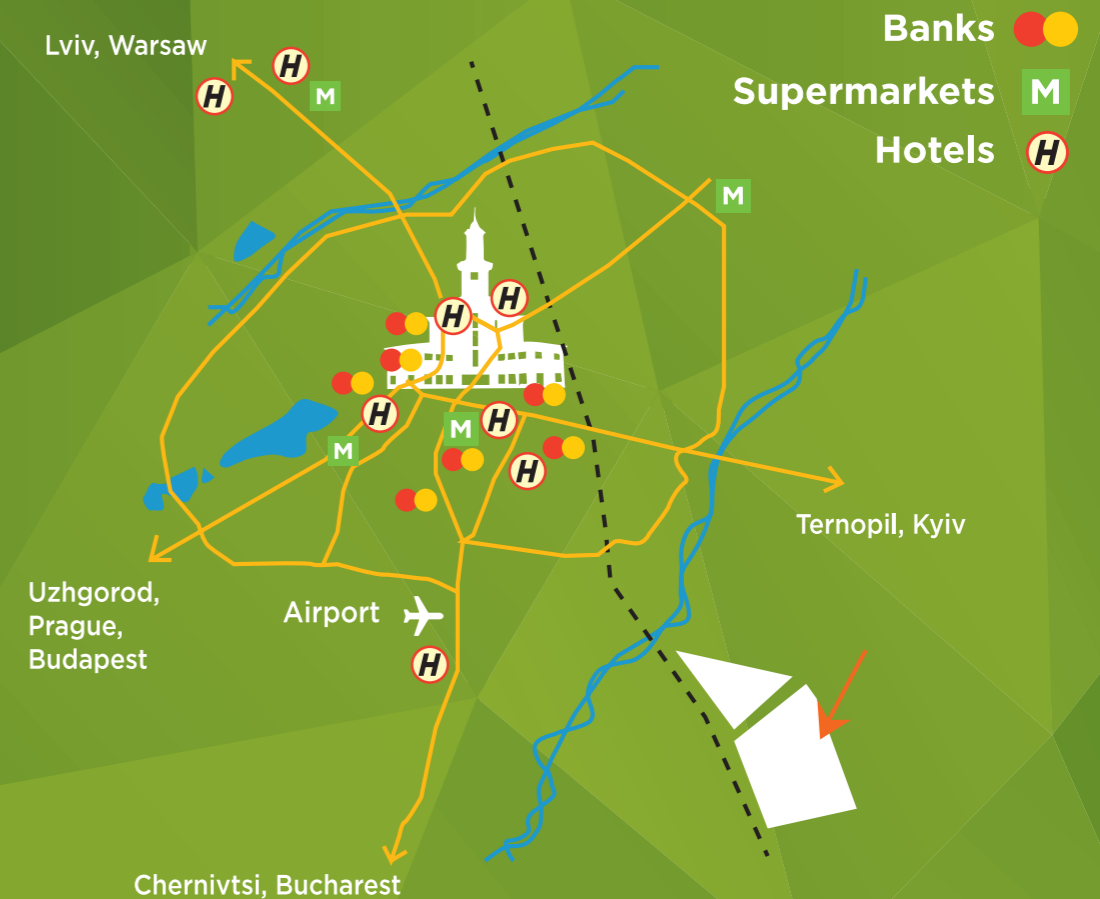 Lviv, Warsaw
Banks
Supermarkets M
Hotels H
H
H
M
M
H
H
H
M
H
M
H
Ternopil, Kyiv
Uzhgorod,
Prague,
Budapest
Airport
H
Chernivtsi, Bucharest